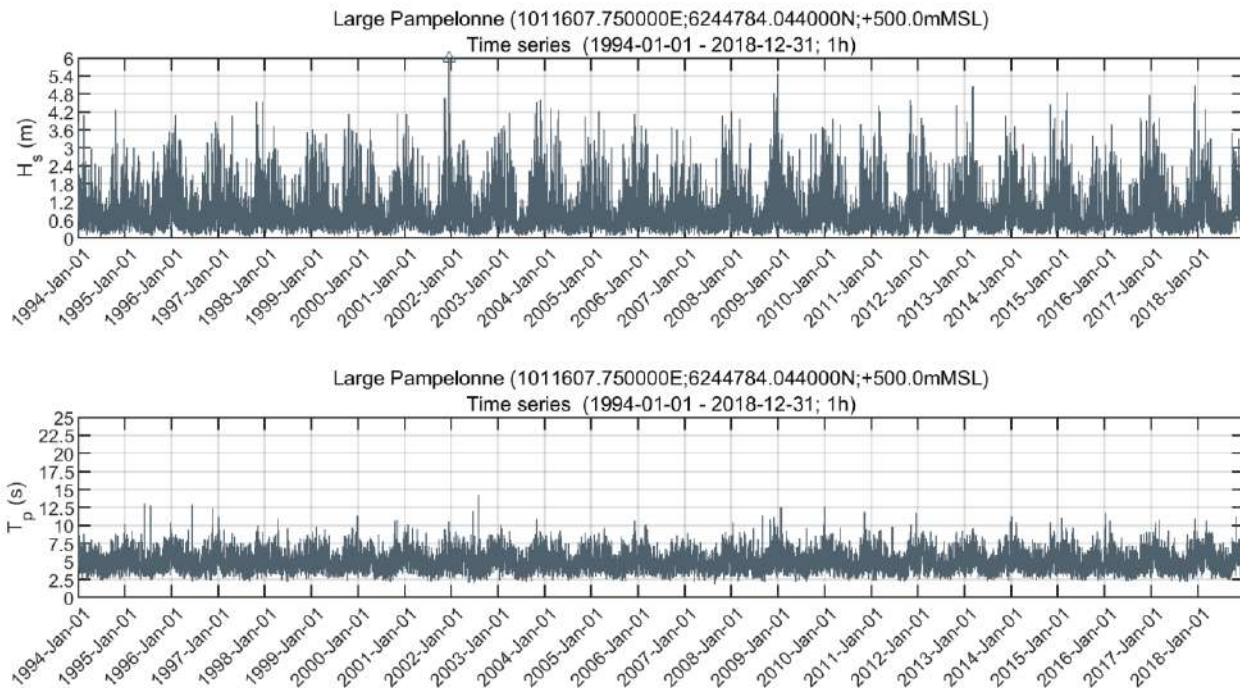 Large Pampelonne (1011607.750000E;6244784.044000N;+500.0mMSL)
Time series (1994-01-01 - 2018-12-31; 1h)
6
5.4
4.8
4.2
3.6
3
2.4
1.8
1.2
0.6
0
H_s (m)
1994-Jan-01
1995-Jan-01
1996-Jan-01
1997-Jan-01
1998-Jan-01
1999-Jan-01
2000-Jan-01
2001-Jan-01
2002-Jan-01
2003-Jan-01
2004-Jan-01
2005-Jan-01
2006-Jan-01
2007-Jan-01
2008-Jan-01
2009-Jan-01
2010-Jan-01
2011-Jan-01
2012-Jan-01
2013-Jan-01
2014-Jan-01
2015-Jan-01
2016-Jan-01
2017-Jan-01
2018-Jan-01
Large Pampelonne (1011607.750000E;6244784.044000N;+500.0mMSL)
Time series (1994-01-01 - 2018-12-31; 1h)
25
22.5
20
17.5
15
12.5
10
7.5
5
2.5
0
T_p (s)
1994-Jan-01
1995-Jan-01
1996-Jan-01
1997-Jan-01
1998-Jan-01
1999-Jan-01
2000-Jan-01
2001-Jan-01
2002-Jan-01
2003-Jan-01
2004-Jan-01
2005-Jan-01
2006-Jan-01
2007-Jan-01
2008-Jan-01
2009-Jan-01
2010-Jan-01
2011-Jan-01
2012-Jan-01
2013-Jan-01
2014-Jan-01
2015-Jan-01
2016-Jan-01
2017-Jan-01
2018-Jan-01